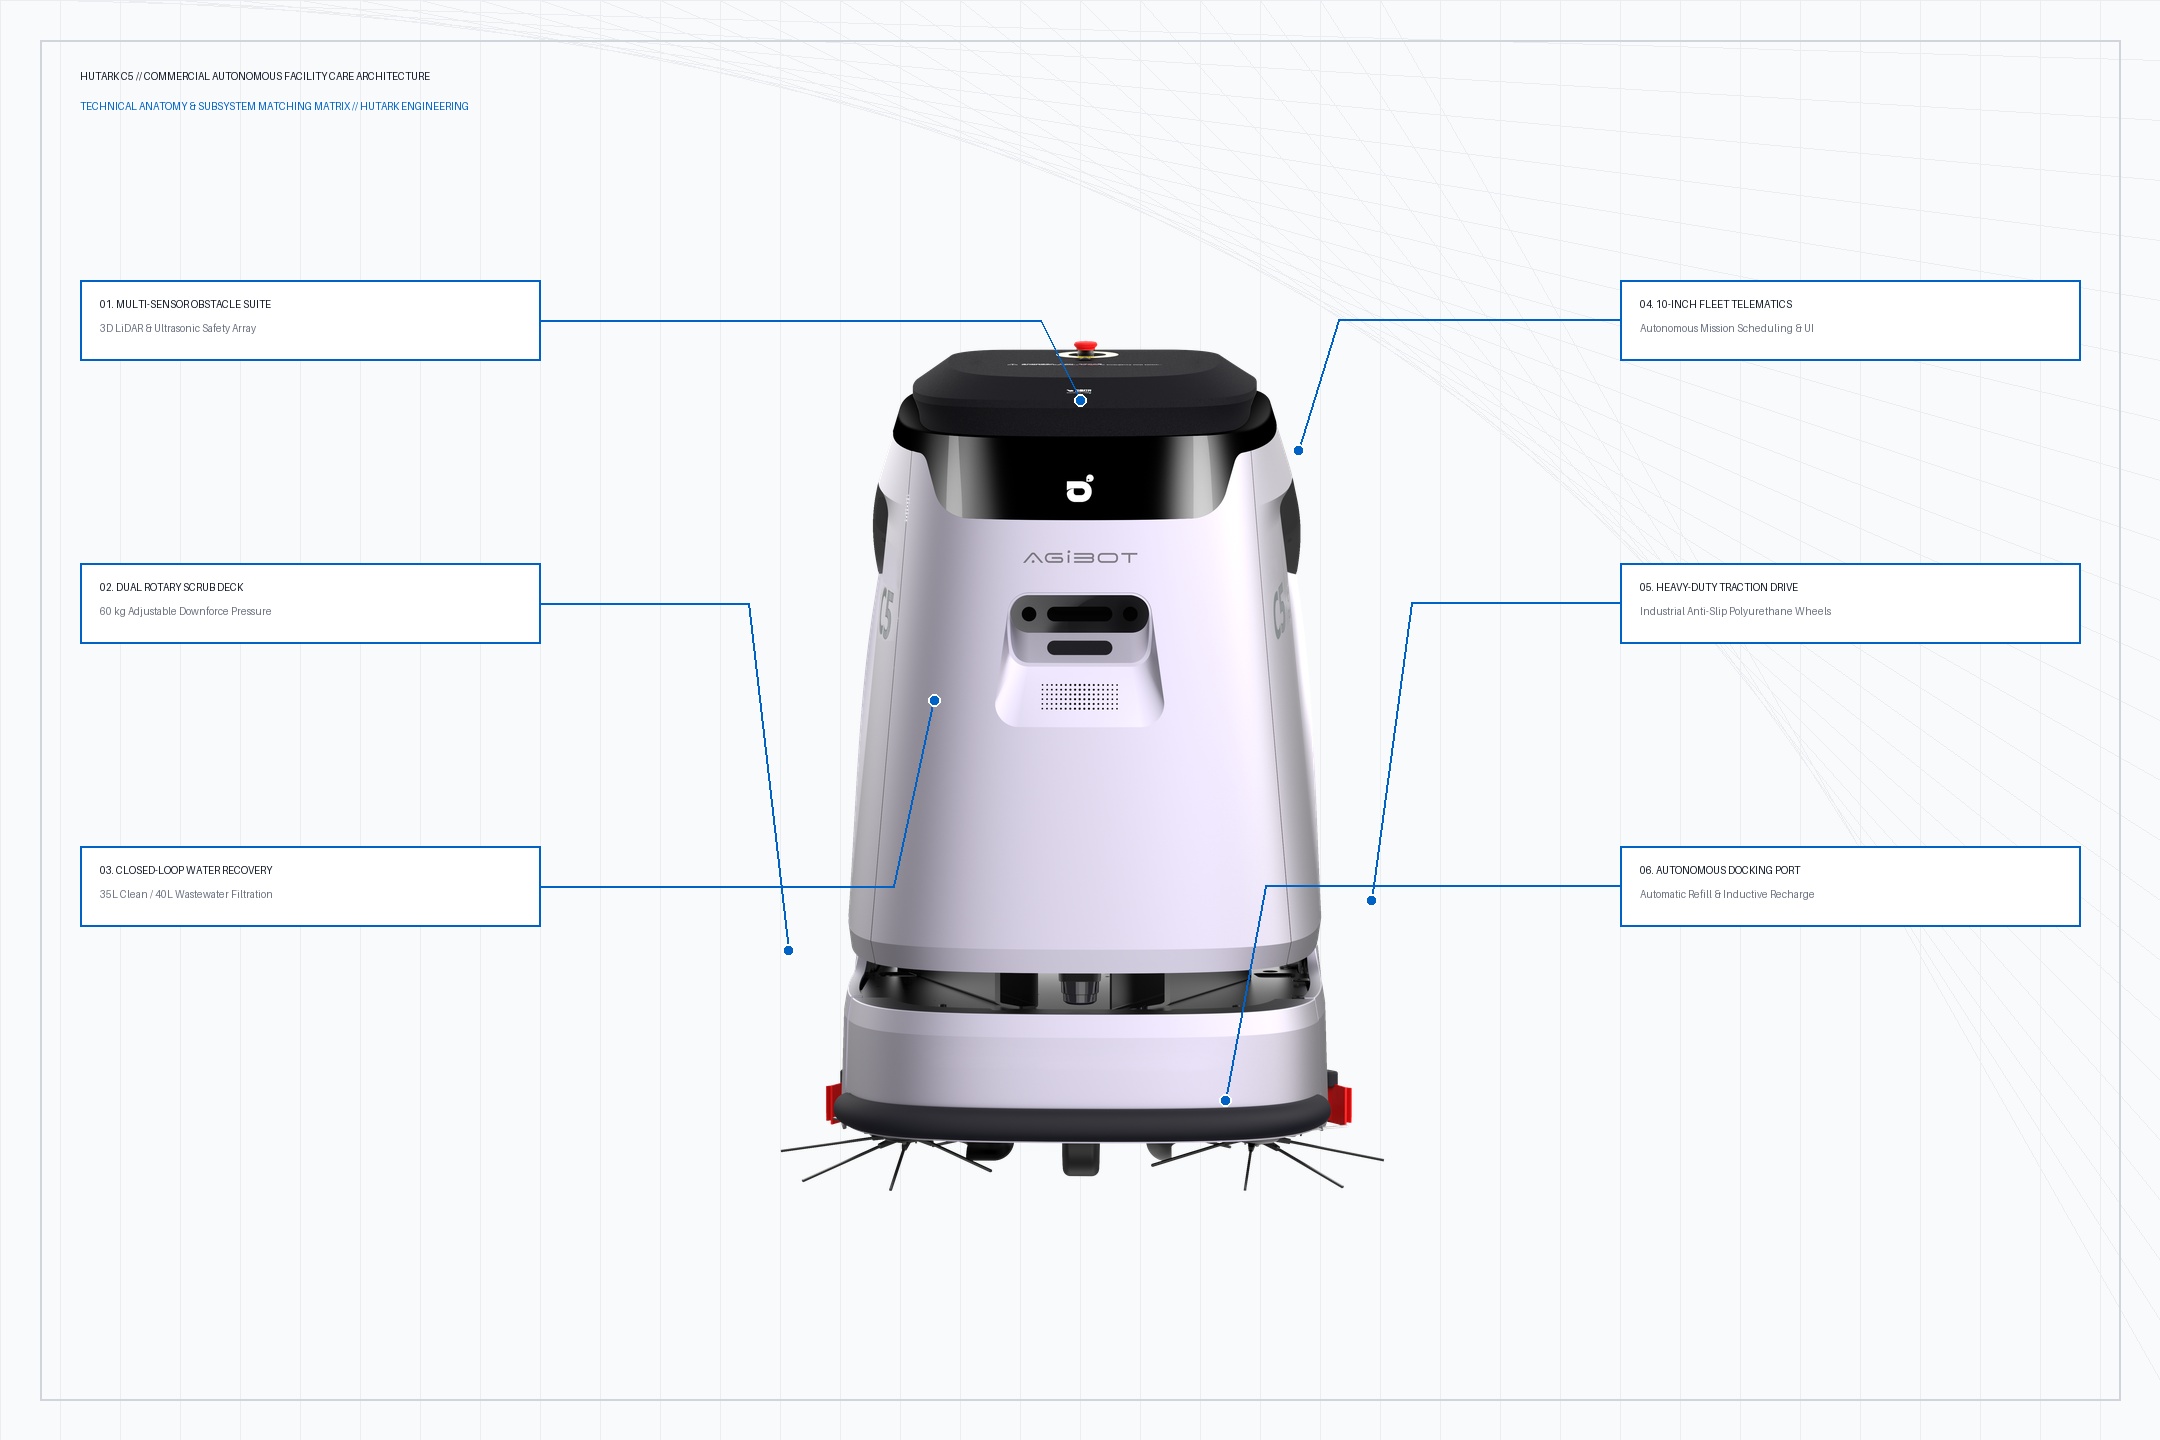 HUTARK C5 // COMMERCIAL AUTONOMOUS FACILITY CARE ARCHITECTURE
TECHNICAL ANATOMY & SUBSYSTEM MATCHING MATRIX // HUTARK ENGINEERING
01. MULTI-SENSOR OBSTACLE SUITE
3D LiDAR & Ultrasonic Safety Array
04. 10-INCH FLEET TELEMATICS
Autonomous Mission Scheduling & UI
AGiBOT
02. DUAL ROTARY SCRUB DECK
60 kg Adjustable Downforce Pressure
C5
C5
05. HEAVY-DUTY TRACTION DRIVE
Industrial Anti-Slip Polyurethane Wheels
03. CLOSED-LOOP WATER RECOVERY
35L Clean / 40L Wastewater Filtration
06. AUTONOMOUS DOCKING PORT
Automatic Refill & Inductive Recharge